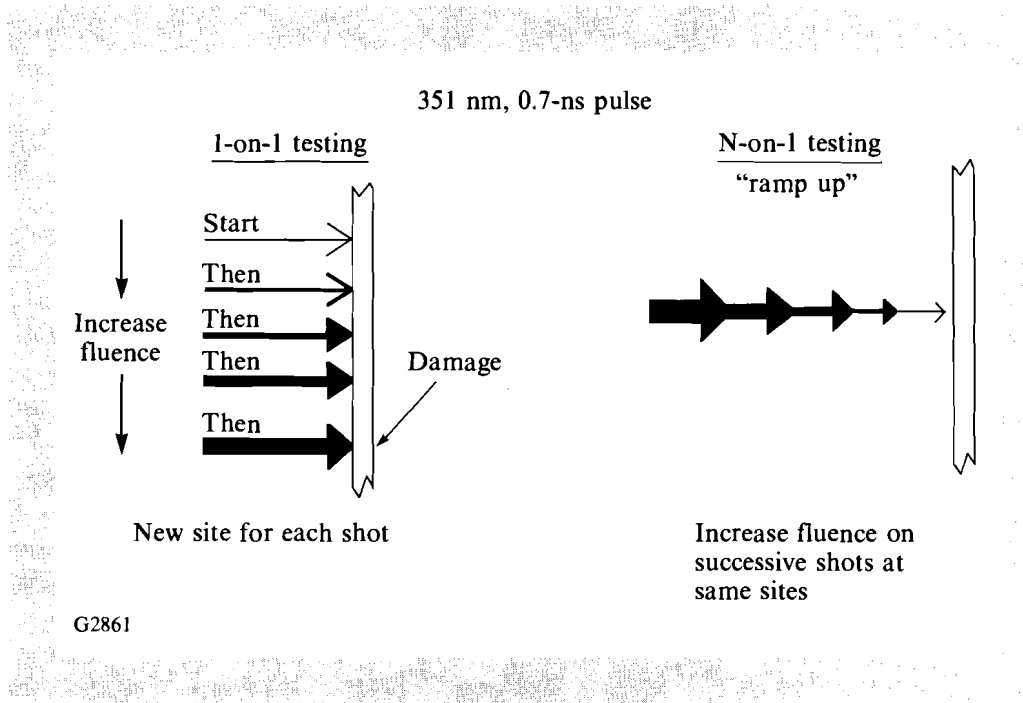 351 nm, 0.7-ns pulse
1-on-1 testing
Start
Then
Then
Then
Then
Increase
fluence
Damage
New site for each shot
N-on-1 testing
“ramp up”
Increase fluence on
successive shots at
same sites
G2861